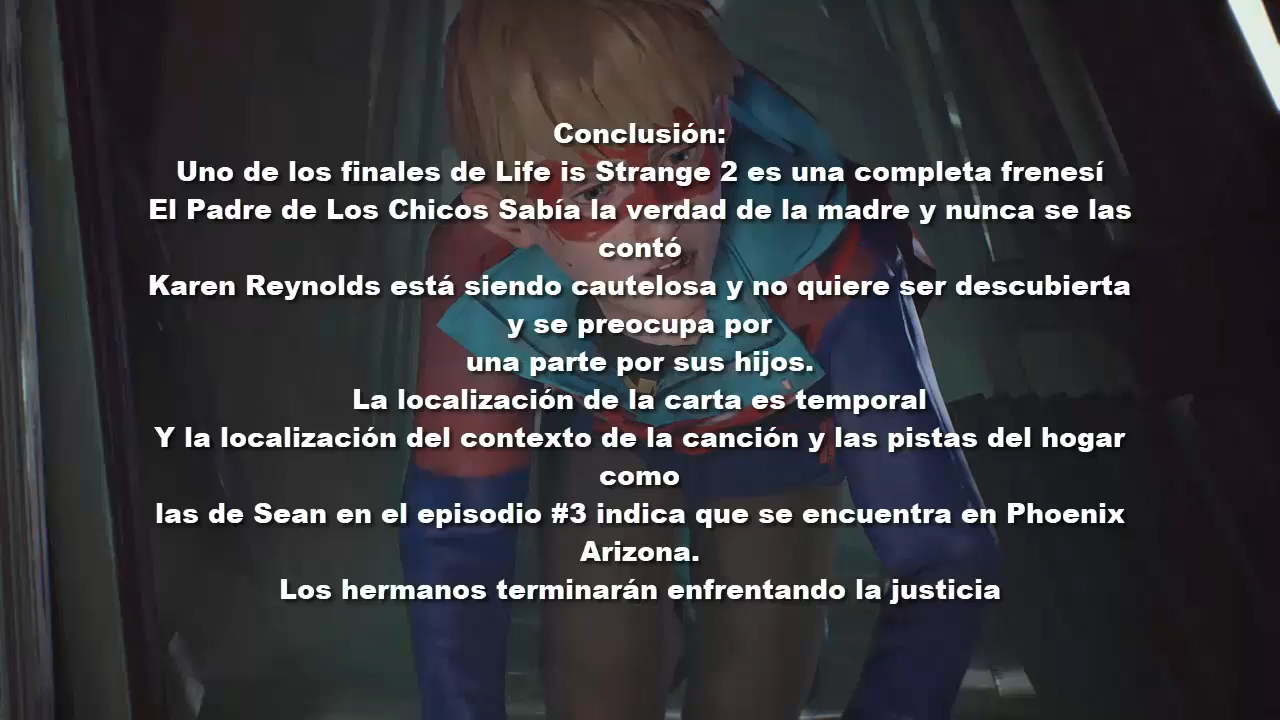 Conclusión:
Uno de los finales de Life is Strange 2 es una completa frenesí
El Padre de Los Chicos Sabía la verdad de la madre y nunca se las
contó
Karen Reynolds está siendo cautelosa y no quiere ser descubierta
y se preocupa por
una parte por sus hijos.
La localización de la carta es temporal
Y la localización del contexto de la canción y las pistas del hogar
como
las de Sean en el episodio #3 indica que se encuentra en Phoenix
Arizona.
Los hermanos terminarán enfrentando la justicia